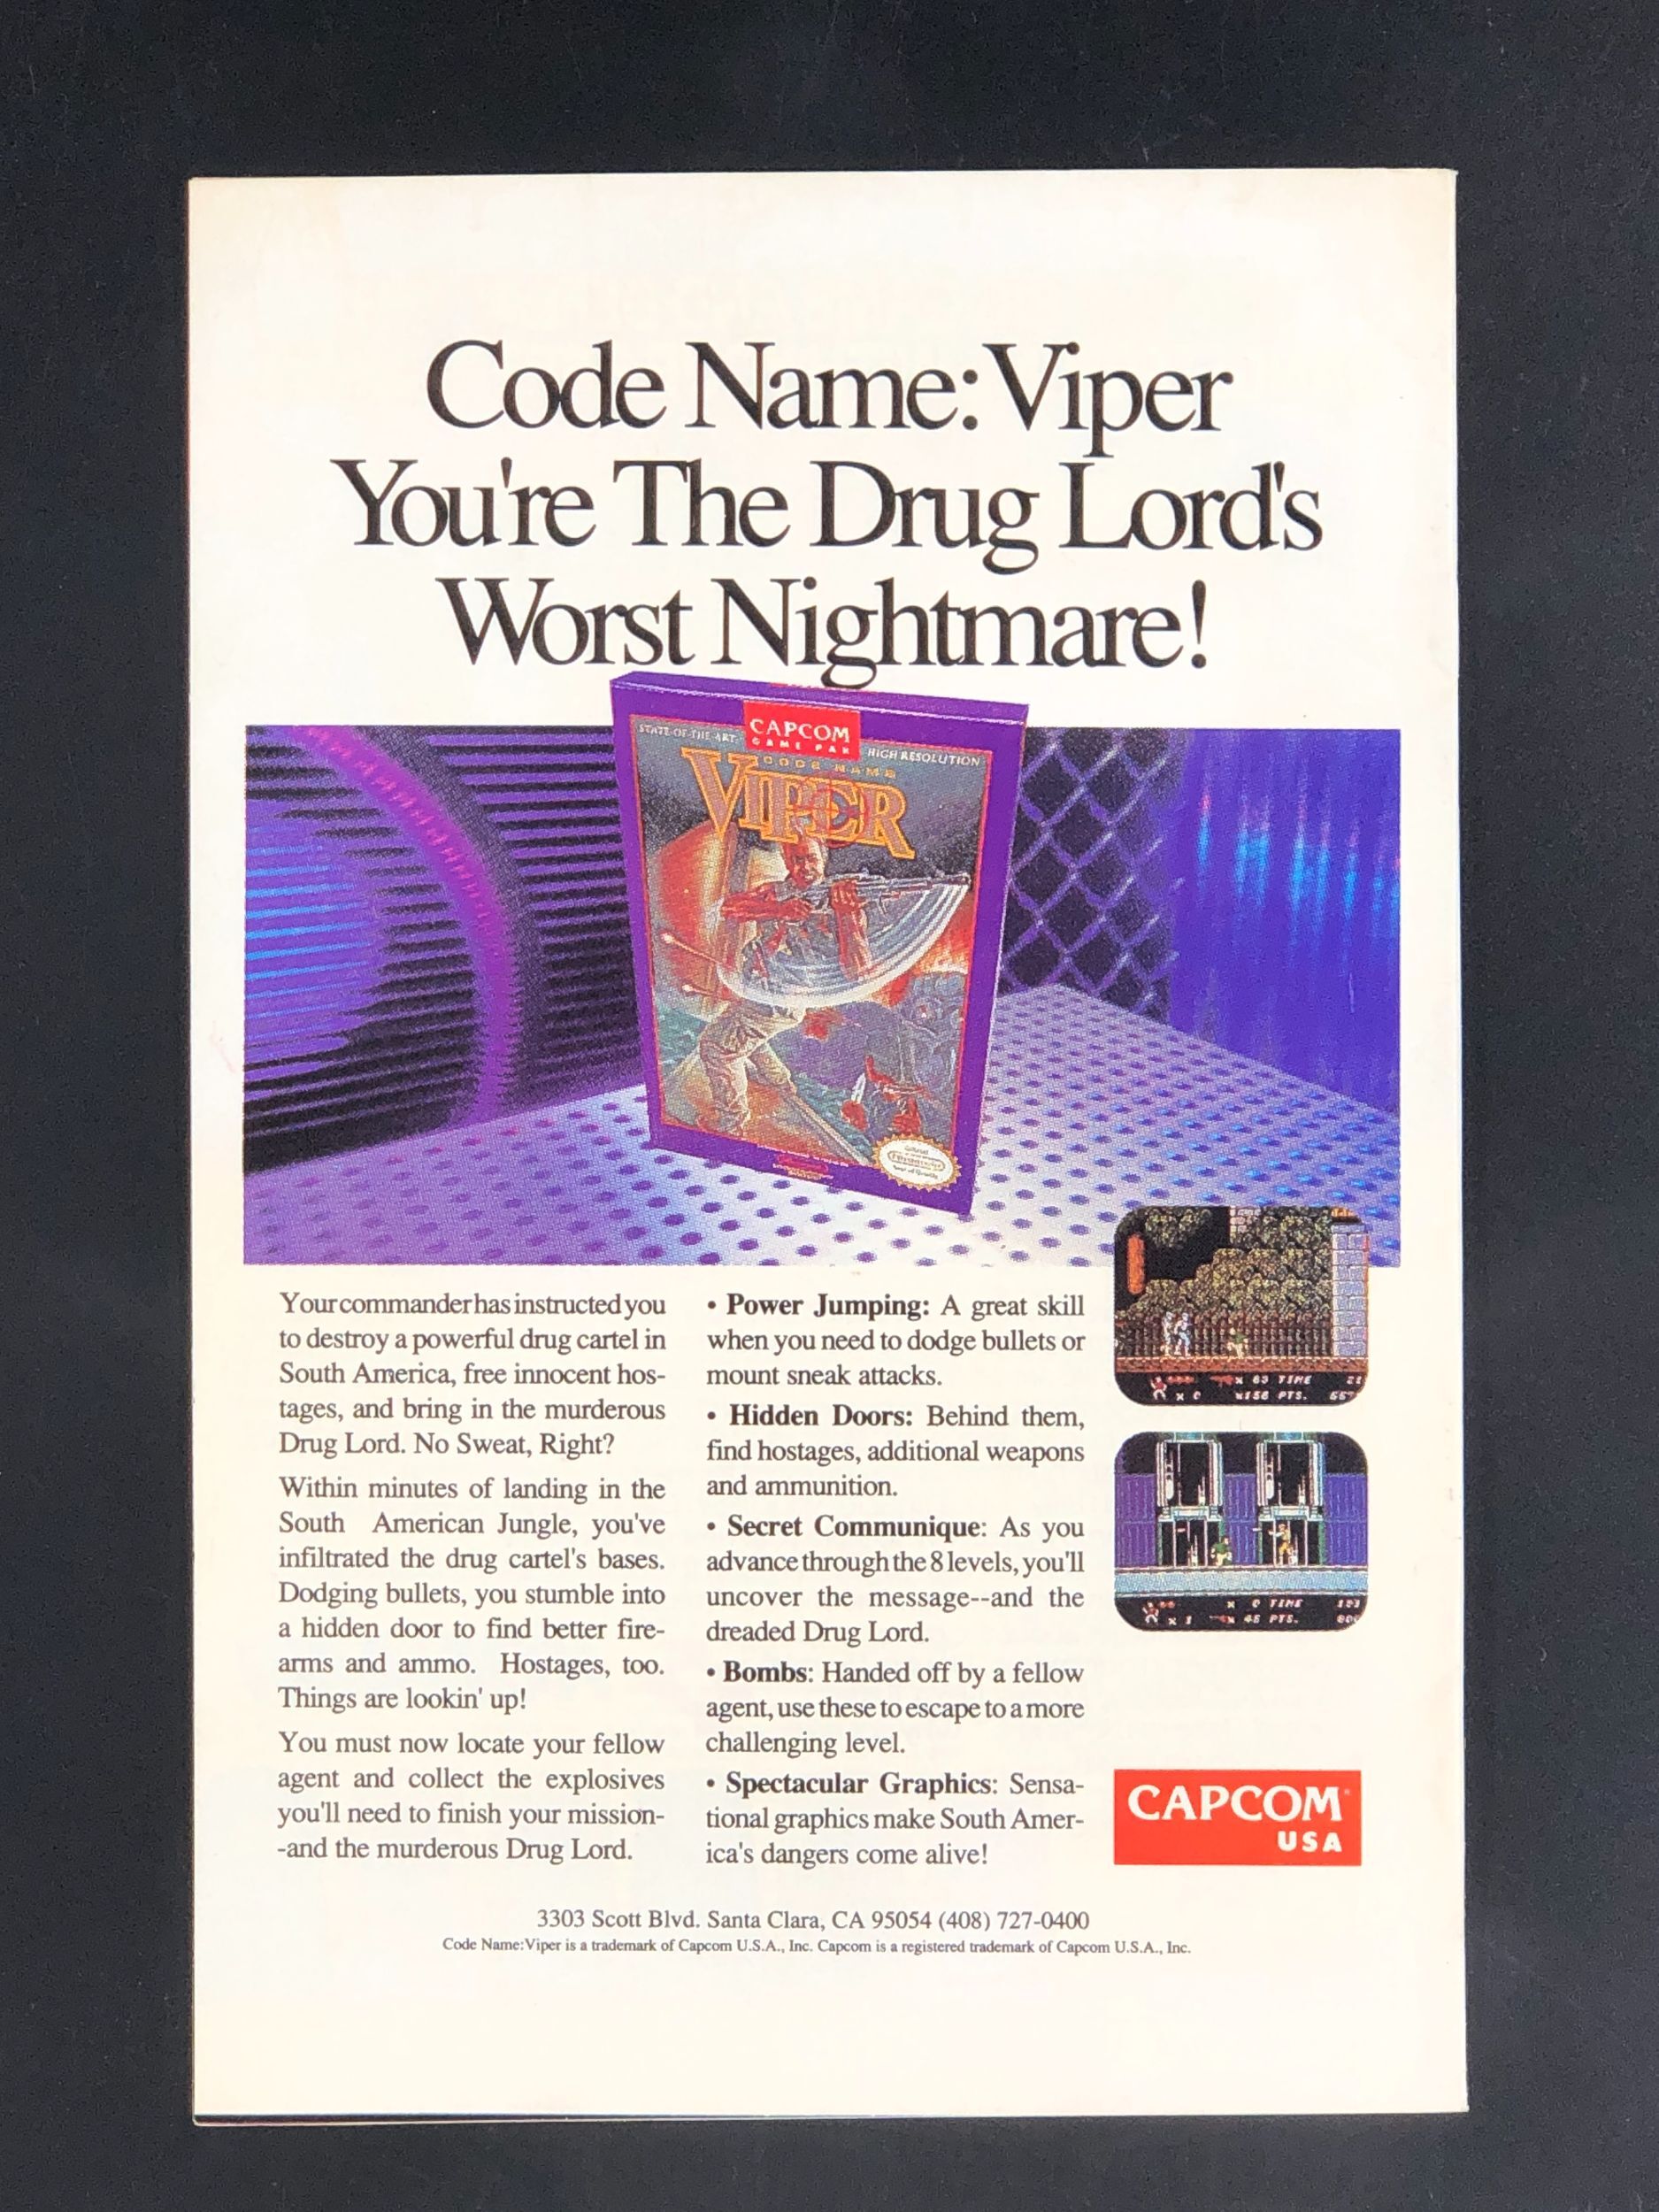 Code Name: Viper
You're The Drug Lord's
Worst Nightmare!
CAPCOM
GAME PAK
STATE-OF-THE-ART
HIGH RESOLUTION
CODE NAME
VIPER
Your commander has instructed you
to destroy a powerful drug cartel in
South America, free innocent hos-
tages, and bring in the murderous
Drug Lord. No Sweat, Right?
Within minutes of landing in the
South American Jungle, you've
infiltrated the drug cartel's bases.
Dodging bullets, you stumble into
a hidden door to find better fire-
arms and ammo. Hostages, too.
Things are lookin' up!
You must now locate your fellow
agent and collect the explosives
you'll need to finish your mission-
-and the murderous Drug Lord.
• Power Jumping: A great skill
when you need to dodge bullets or
mount sneak attacks.
• Hidden Doors: Behind them,
find hostages, additional weapons
and ammunition.
• Secret Communique: As you
advance through the 8 levels, you'll
uncover the message--and the
dreaded Drug Lord.
• Bombs: Handed off by a fellow
agent, use these to escape to a more
challenging level.
• Spectacular Graphics: Sensa-
tional graphics make South Amer-
ica's dangers come alive!
x 63 TIME
x 0 x156 PTS.
x 0 TIME
x 1 x 45 PTS.
CAPCOM
USA
3303 Scott Blvd. Santa Clara, CA 95054 (408) 727-0400
Code Name: Viper is a trademark of Capcom U.S.A., Inc. Capcom is a registered trademark of Capcom U.S.A., Inc.